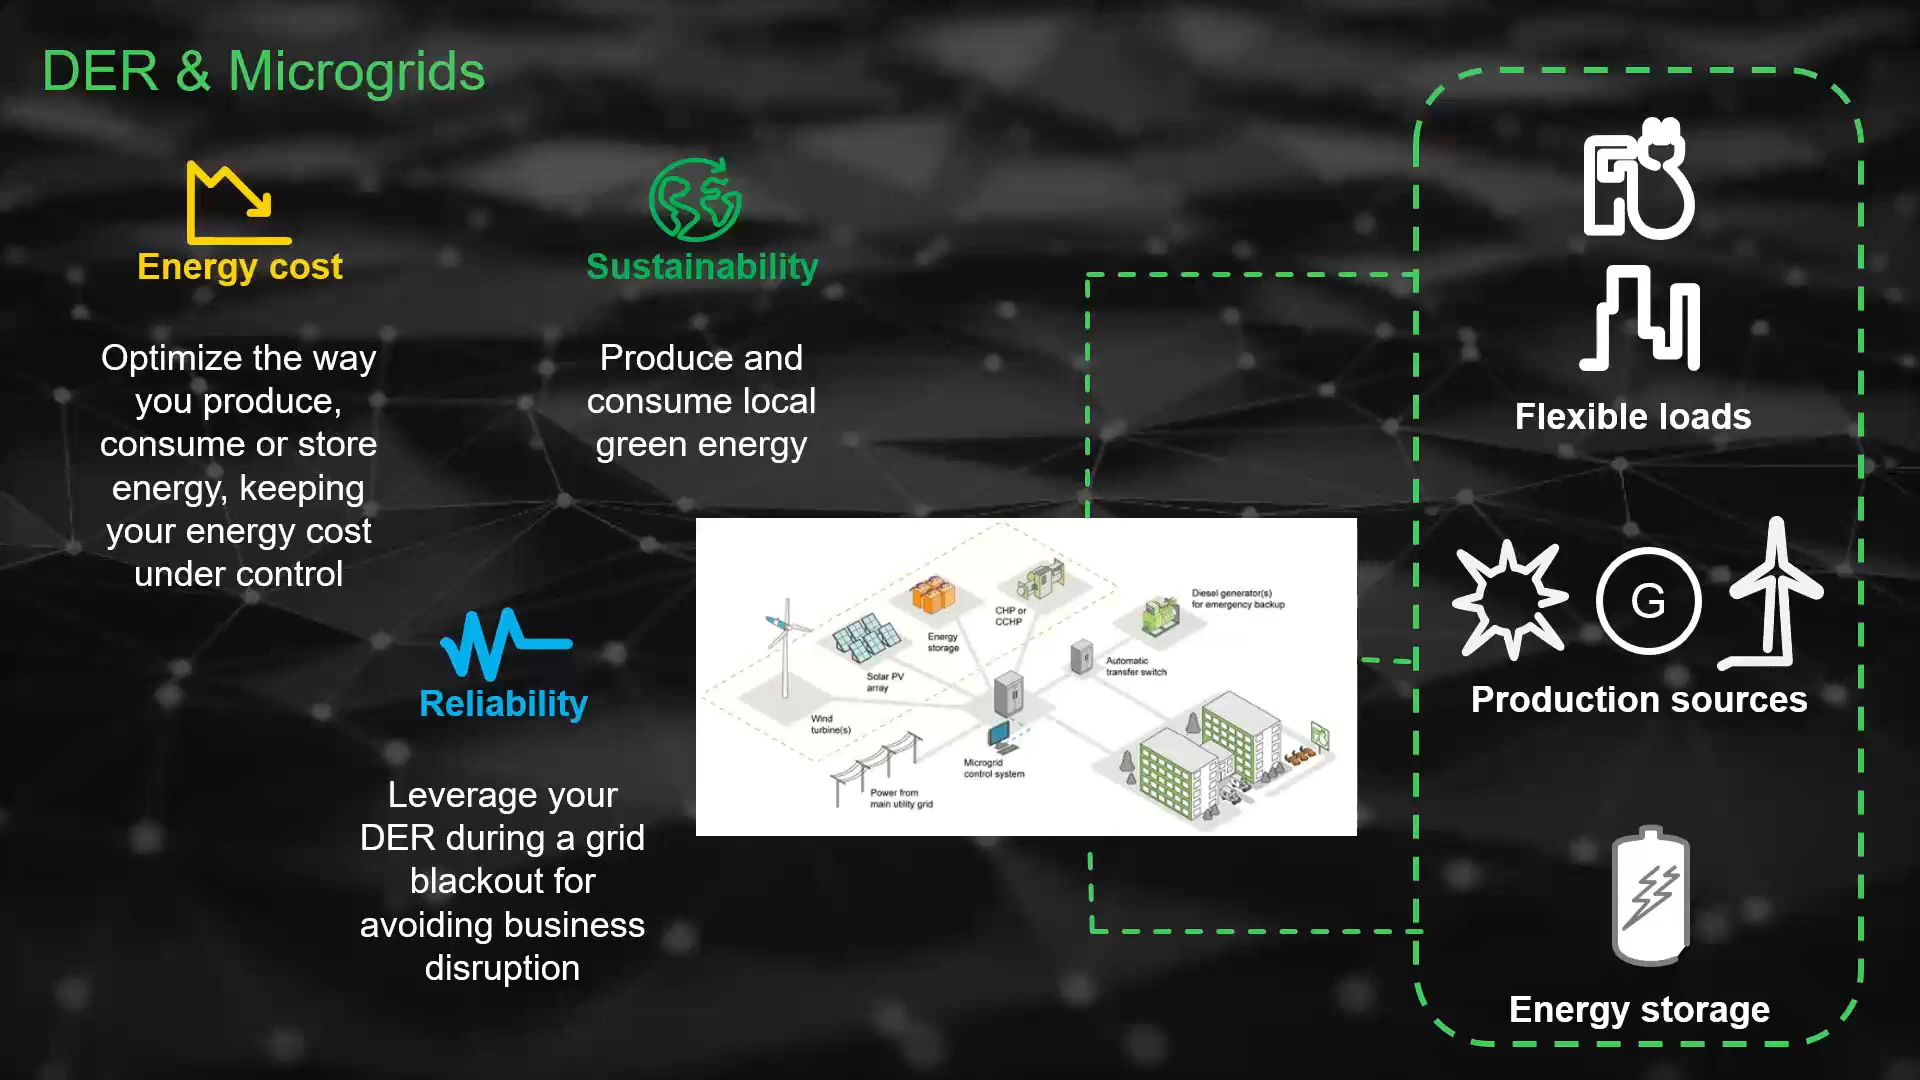 DER & Microgrids
Energy cost
Optimize the way
you produce,
consume or store
energy, keeping
your energy cost
under control
Sustainability
Produce and
consume local
green energy
Reliability
Leverage your
DER during a grid
blackout for
avoiding business
disruption
Wind
turbine(s)
Solar PV
array
Energy
storage
CHP or
CCHP
Diesel generator(s)
for emergency backup
Automatic
transfer switch
Microgrid
control system
Power from
main utility grid
Flexible loads
G
Production sources
Energy storage